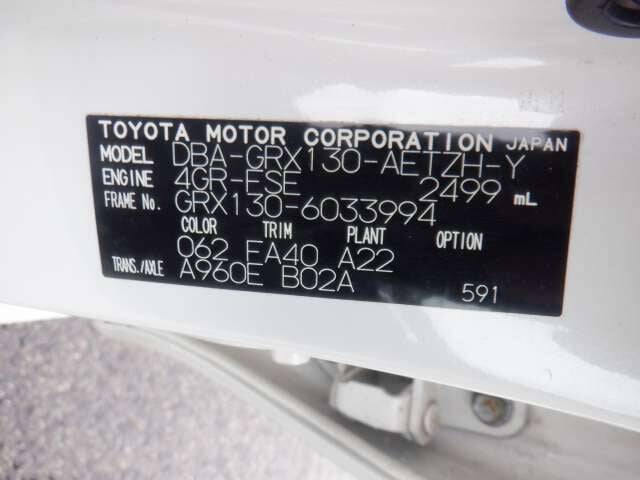 TOYOTA MOTOR CORPORATION JAPAN
MODEL DBA-GRX130-AETZH-Y
ENGINE 4GR-FSE 2499 mL
FRAME No. GRX130-6033994
COLOR TRIM PLANT OPTION
062 FA40 A22
TRANS./AXLE A960E B02A
591